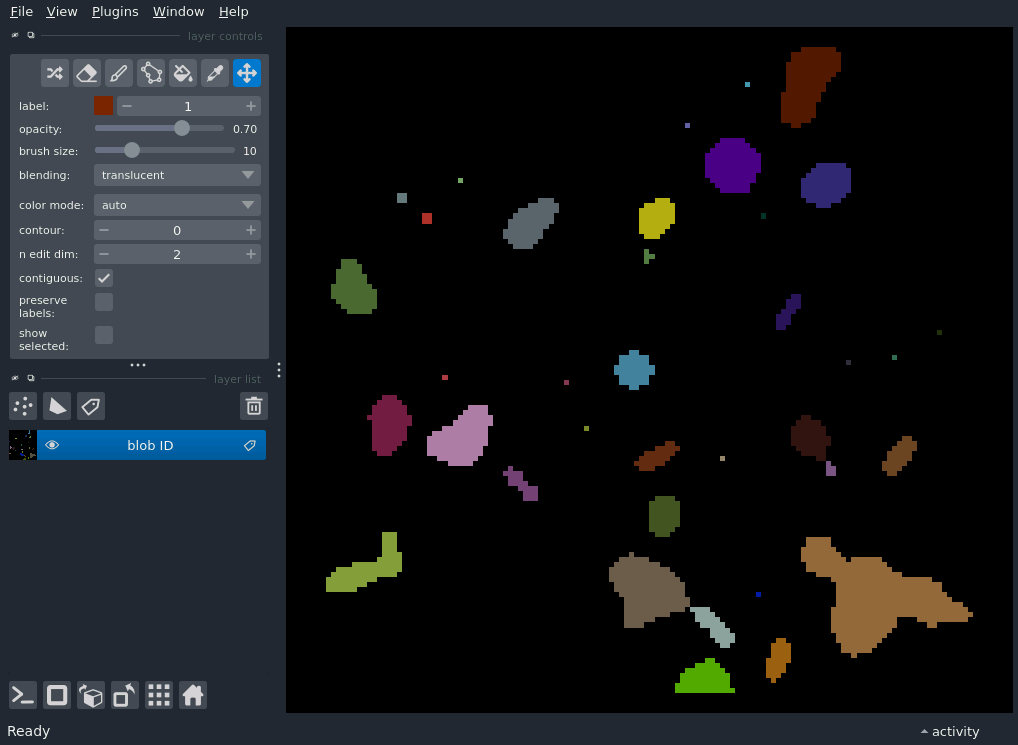 File View Plugins Window Help
layer controls
label: 1
opacity: 0.70
brush size: 10
blending: translucent
color mode: auto
contour: 0
n edit dim: 2
contiguous:
preserve
labels:
show
selected:
layer list
blob ID
Ready
activity